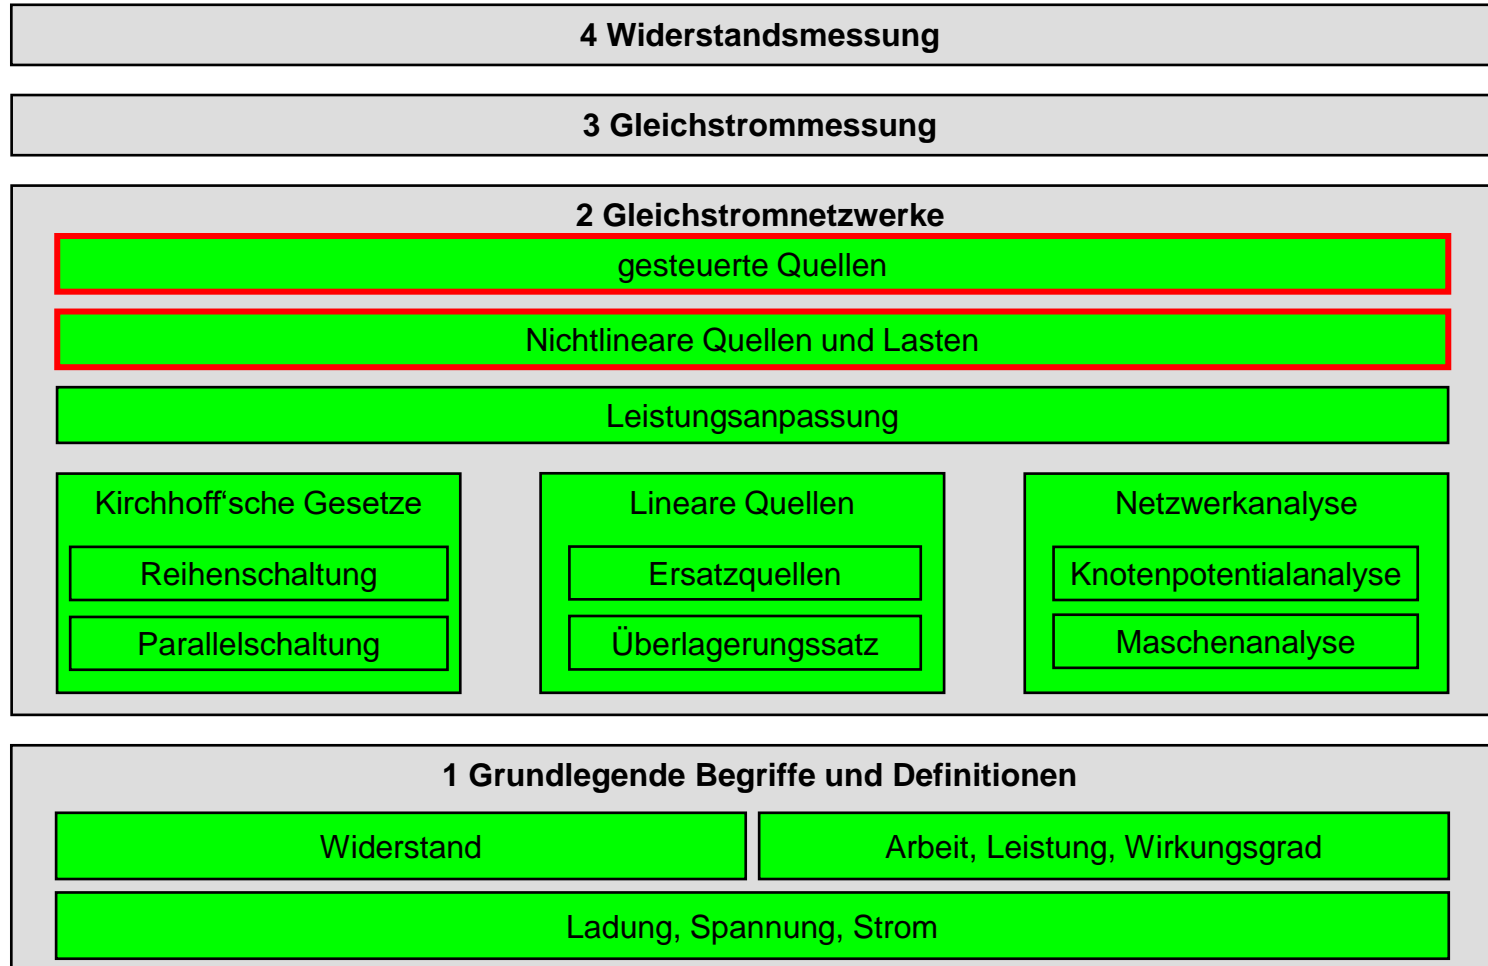 4 Widerstandsmessung
3 Gleichstrommessung
2 Gleichstromnetzwerke
gesteuerte Quellen
Nichtlineare Quellen und Lasten
Leistungsanpassung
Kirchhoff‘sche Gesetze
Reihenschaltung
Parallelschaltung
Lineare Quellen
Ersatzquellen
Überlagerungssatz
Netzwerkanalyse
Knotenpotentialanalyse
Maschenanalyse
1 Grundlegende Begriffe und Definitionen
Widerstand
Arbeit, Leistung, Wirkungsgrad
Ladung, Spannung, Strom